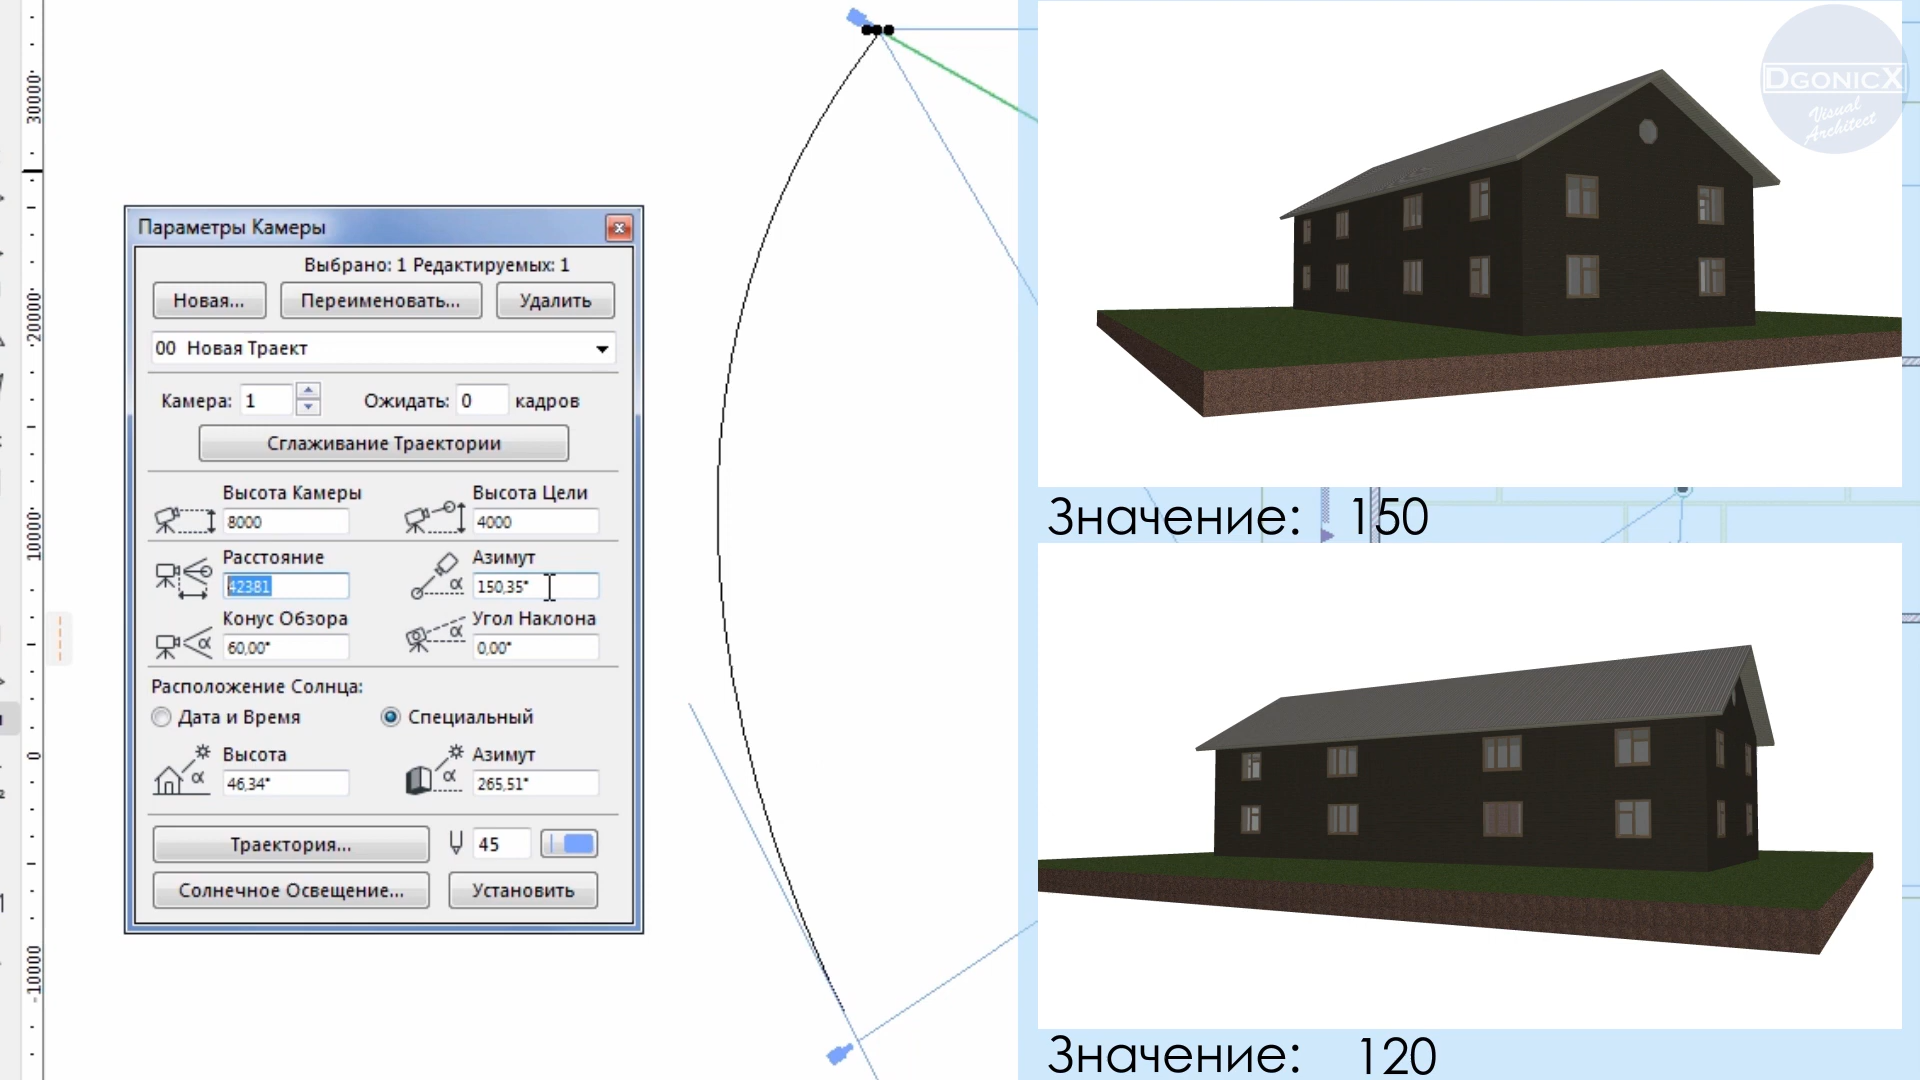 30000
20000
10000
0
-10000
Параметры Камеры
Выбрано: 1 Редактируемых: 1
Новая...
Переименовать...
Удалить
00 Новая Траект
Камера: 1
Ожидать: 0 кадров
Сглаживание Траектории
Высота Камеры
8000
Высота Цели
4000
Расстояние
42381
Азимут
150,35°
α
Конус Обзора
60,00°
α
Угол Наклона
0,00°
α
Расположение Солнца:
Дата и Время
Специальный
Высота
46,34°
α
Азимут
265,51°
α
Траектория...
45
Солнечное Освещение...
Установить
DGONICX
Visual
Architect
Значение: 150
Значение: 120